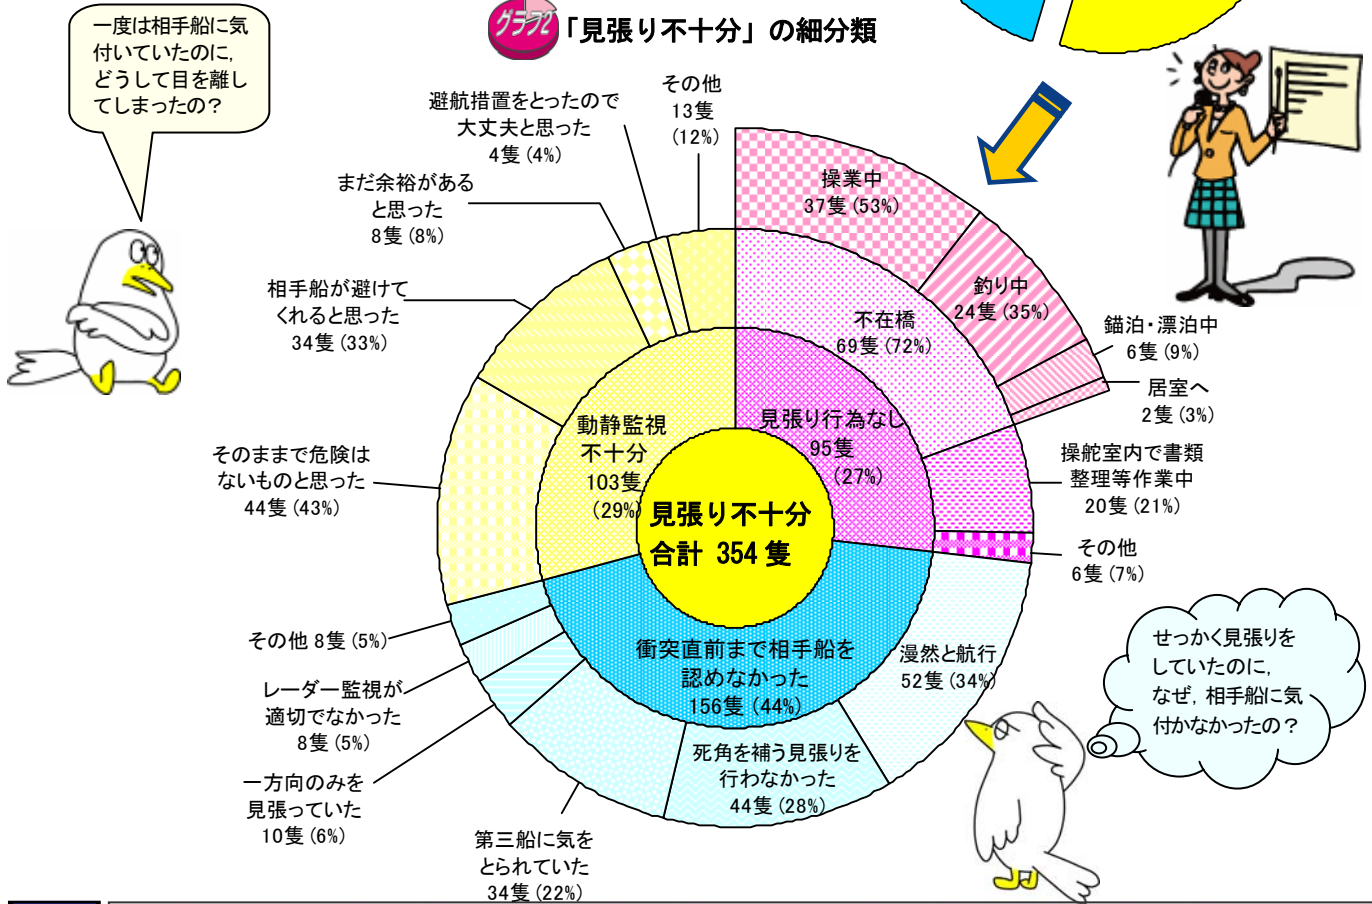 グラフ2
「見張り不十分」の細分類
一度は相手船に気
付いていたのに,
どうして目を離し
てしまったの？
避航措置をとったので
大丈夫と思った
4隻(4%)
その他
13隻
(12%)
まだ余裕がある
と思った
8隻(8%)
相手船が避けて
くれると思った
34隻(33%)
そのままで危険は
ないものと思った
44隻(43%)
操業中
37隻(53%)
釣り中
24隻(35%)
錨泊・漂泊中
6隻(9%)
居室へ
2隻(3%)
不在橋
69隻(72%)
見張り行為なし
95隻
(27%)
操舵室内で書類
整理等作業中
20隻(21%)
その他
6隻(7%)
動静監視
不十分
103隻
(29%)
見張り不十分
合計 354 隻
衝突直前まで相手船を
認めなかった
156隻(44%)
漫然と航行
52隻(34%)
死角を補う見張りを
行わなかった
44隻(28%)
第三船に気を
とられていた
34隻(22%)
一方向のみを
見張っていた
10隻(6%)
レーダー監視が
適切でなかった
8隻(5%)
その他 8隻(5%)
せっかく見張りを
していたのに,
なぜ, 相手船に気
付かなかったの？